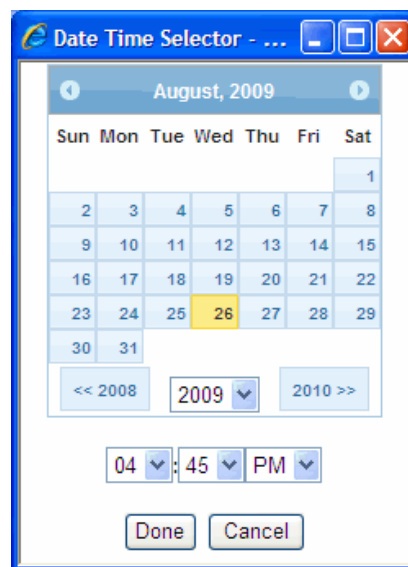 Date Time Selector - ...
August, 2009
Sun Mon Tue Wed Thu Fri Sat
1
2 3 4 5 6 7 8
9 10 11 12 13 14 15
16 17 18 19 20 21 22
23 24 25 26 27 28 29
30 31
<< 2008 2009 2010 >>
04 : 45 PM
Done Cancel